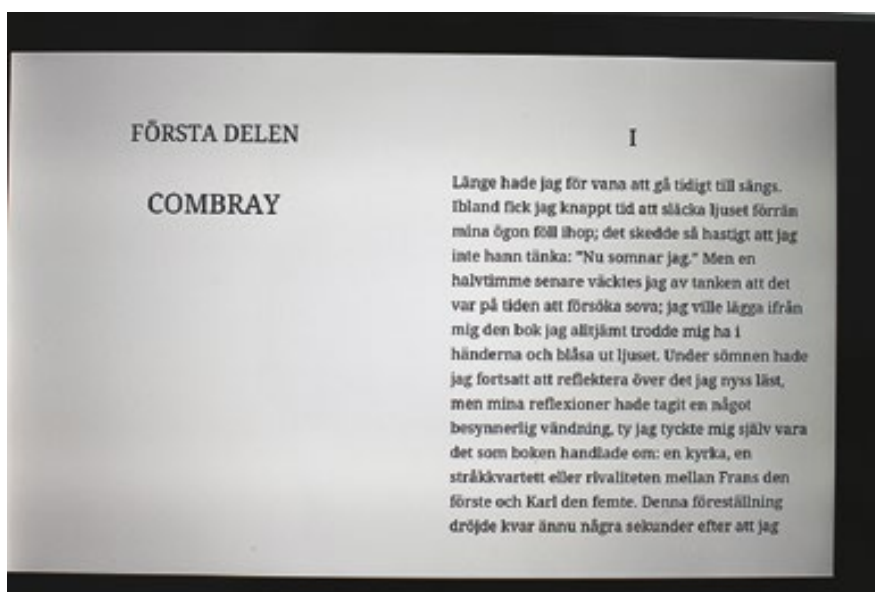 FÖRSTA DELEN
COMBRAY
I
Länge hade jag för vana att gå tidigt till sängs.
Ibland fick jag knappt tid att släcka ljuset förrän
mina ögon föll ihop; det skedde så hastigt att jag
inte hann tänka: "Nu somnar jag." Men en
halvtimme senare väcktes jag av tanken att det
var på tiden att försöka sova; jag ville lägga ifrån
mig den bok jag alltjämt trodde mig ha i
händerna och blåsa ut ljuset. Under sömnen hade
jag fortsatt att reflektera över det jag nyss läst,
men mina reflexioner hade tagit en något
besynnerlig vändning, ty jag tyckte mig själv vara
det som boken handlade om: en kyrka, en
stråkkvartett eller rivaliteten mellan Frans den
förste och Karl den femte. Denna föreställning
dröjde kvar ännu några sekunder efter att jag